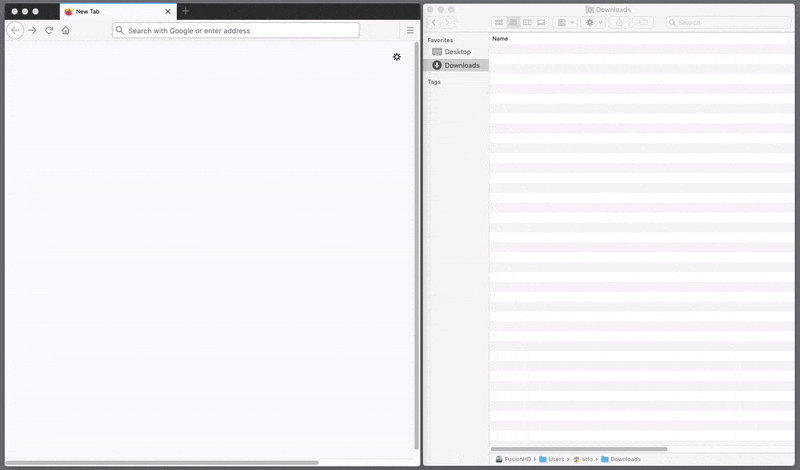 New Tab
Search with Google or enter address
Downloads
Search
Favorites
Desktop
Downloads
Tags
Name
FusionHD
Users
otto
Downloads